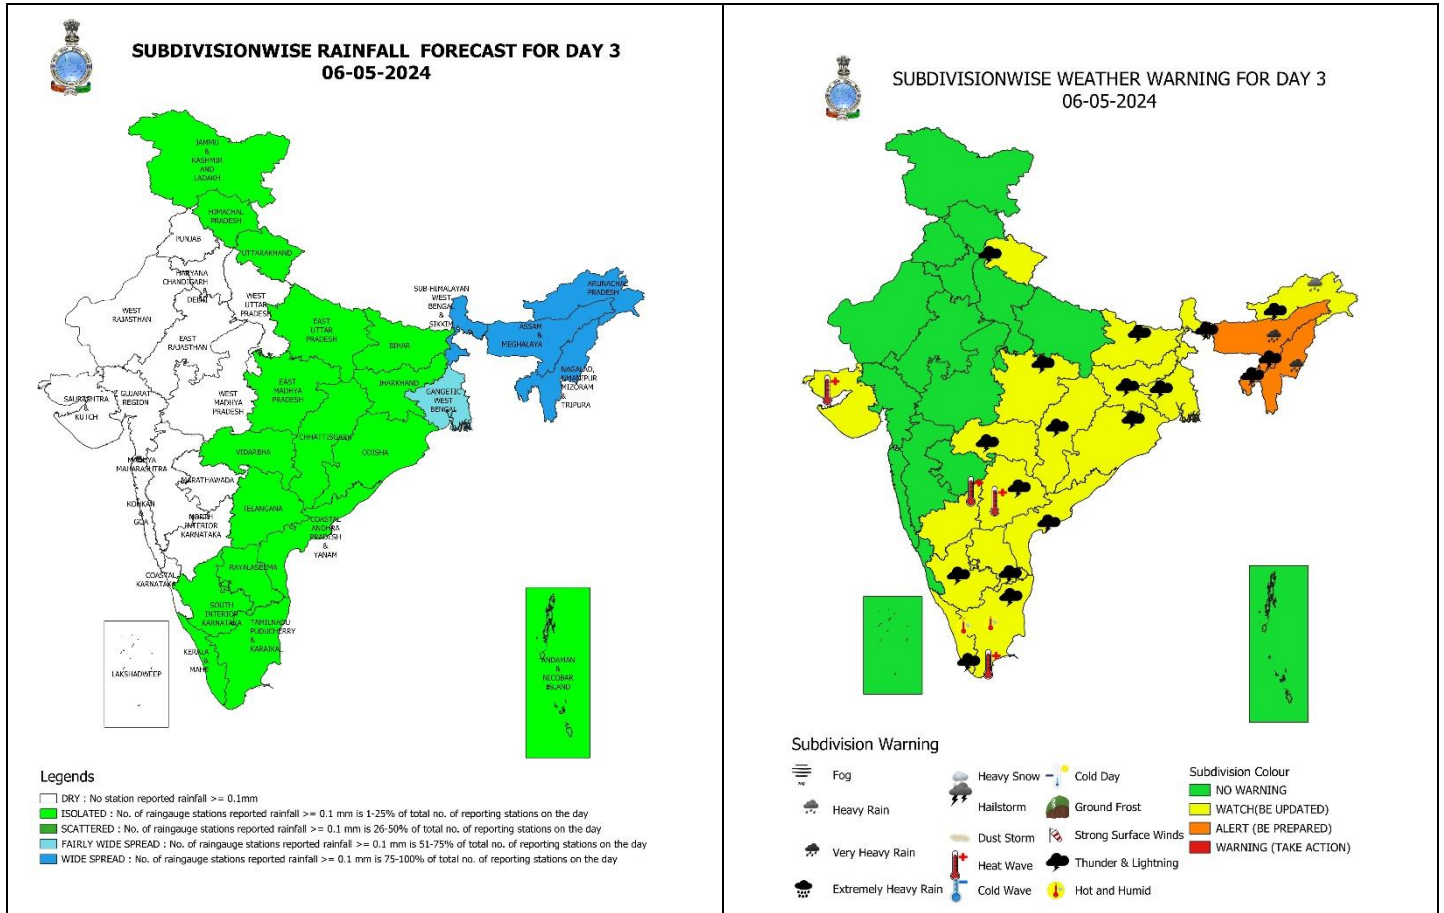 SUBDIVISIONWISE RAINFALL FORECAST FOR DAY 3
06-05-2024
JAMMU
&
KASHMIR
AND
LADAKH
HIMACHAL
PRADESH
PUNJAB
UTTARAKHAND
HARYANA
CHANDIGARH
&
DELHI
WEST
UTTAR
PRADESH
WEST
RAJASTHAN
EAST
RAJASTHAN
EAST
UTTAR
PRADESH
BIHAR
SUB-HIMALAYAN
WEST
BENGAL
&
SIKKIM
ARUNACHAL
PRADESH
ASSAM
&
MEGHALAYA
NAGALAD,
MANIPUR
MIZORAM
&
TRIPURA
SAURASHTRA
&
KUTCH
GUJARAT
REGION
WEST
MADHYA
PRADESH
EAST
MADHYA
PRADESH
JHARKHAND
GANGETIC
WEST
BENGAL
CHHATTISGARH
ODISHA
VIDARBHA
MADHYA
MAHARASHTRA
MARATHAWADA
KONKAN
&
GOA
NORTH
INTERIOR
KARNATAKA
TELANGANA
COASTAL
ANDHRA
PRADESH
&
YANAM
RAYALASEEMA
COASTAL
KARNATAKA
SOUTH
INTERIOR
KARNATAKA
TAMILNADU
PUDUCHERRY
&
KARAIKAL
KERALA
&
MAHE
LAKSHADWEEP
ANDAMAN
&
NICOBAR
ISLAND
Legends
DRY : No station reported rainfall >= 0.1mm
ISOLATED : No. of raingauge stations reported rainfall >= 0.1 mm is 1-25% of total no. of reporting stations on the day
SCATTERED : No. of raingauge stations reported rainfall >= 0.1 mm is 26-50% of total no. of reporting stations on the day
FAIRLY WIDE SPREAD : No. of raingauge stations reported rainfall >= 0.1 mm is 51-75% of total no. of reporting stations on the day
WIDE SPREAD : No. of raingauge stations reported rainfall >= 0.1 mm is 75-100% of total no. of reporting stations on the day
SUBDIVISIONWISE WEATHER WARNING FOR DAY 3
06-05-2024
Subdivision Warning
Fog
Heavy Rain
Very Heavy Rain
Extremely Heavy Rain
Heavy Snow
Hailstorm
Dust Storm
Heat Wave
Cold Wave
Cold Day
Ground Frost
Strong Surface Winds
Thunder & Lightning
Hot and Humid
Subdivision Colour
NO WARNING
WATCH(BE UPDATED)
ALERT (BE PREPARED)
WARNING (TAKE ACTION)